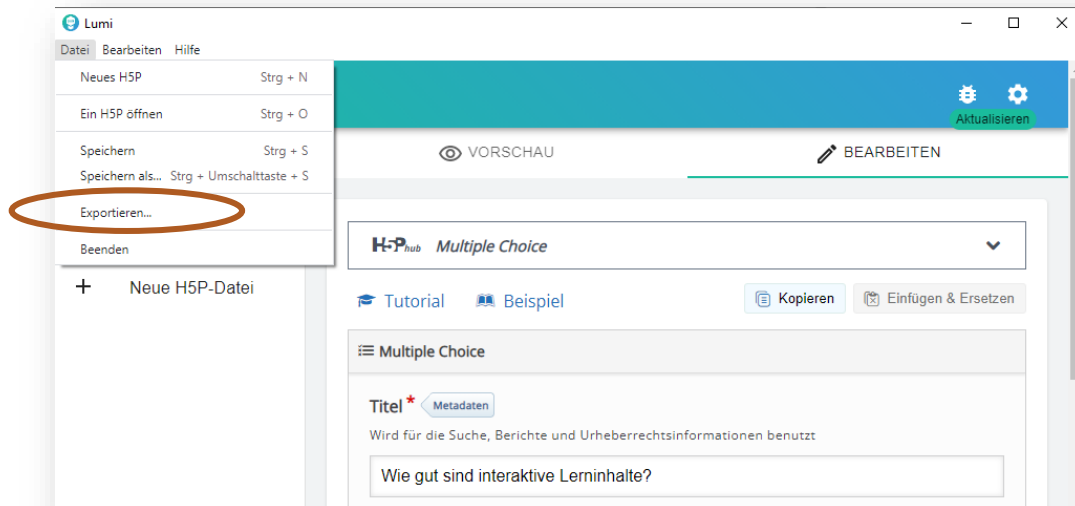 Lumi
Datei Bearbeiten Hilfe
Neues H5P Strg + N
Ein H5P öffnen Strg + O
Speichern Strg + S
Speichern als... Strg + Umschalttaste + S
Exportieren...
Beenden
Neue H5P-Datei
Aktualisieren
VORSCHAU BEARBEITEN
H5Phub Multiple Choice
Tutorial Beispiel Kopieren Einfügen & Ersetzen
Multiple Choice
Titel * Metadaten
Wird für die Suche, Berichte und Urheberrechtsinformationen benutzt
Wie gut sind interaktive Lerninhalte?